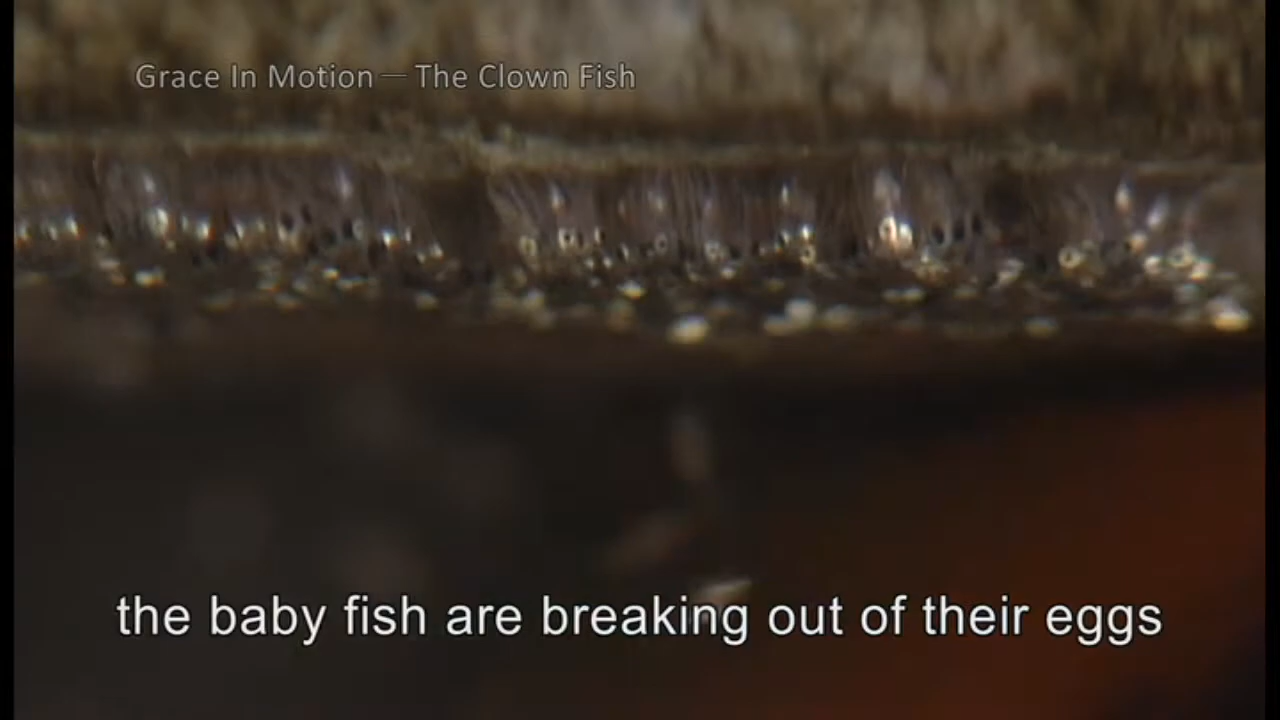 Grace In Motion — The Clown Fish
the baby fish are breaking out of their eggs